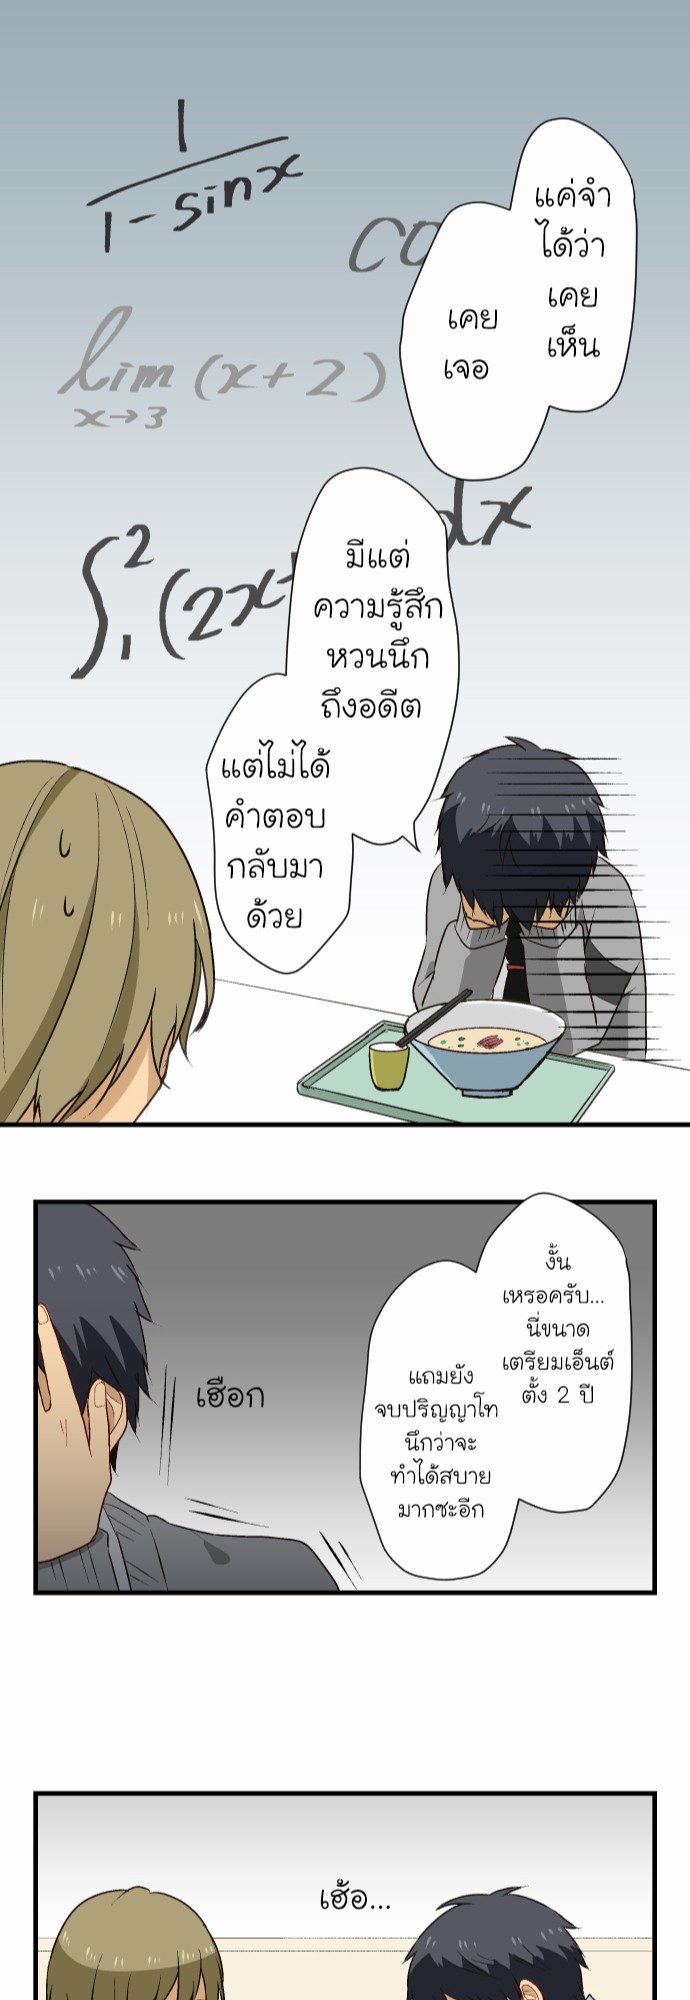 1
1 - sinx
แค่จำ
ได้ว่า
เคย
เห็น
เคย
เจอ
lim (x+2)
x→3
∫₁² (2x+
dx
มีแต่
ความรู้สึก
หวนนึก
ถึงอดีต
แต่ไม่ได้
คำตอบ
กลับมา
ด้วย
งั้น
เหรอครับ...
นี่ขนาด
เตรียมเอ็นต์
ตั้ง 2 ปี
แถมยัง
จบปริญญาโท
นึกว่าจะ
ทำได้สบาย
มากซะอีก
เฮือก
เฮ้อ...